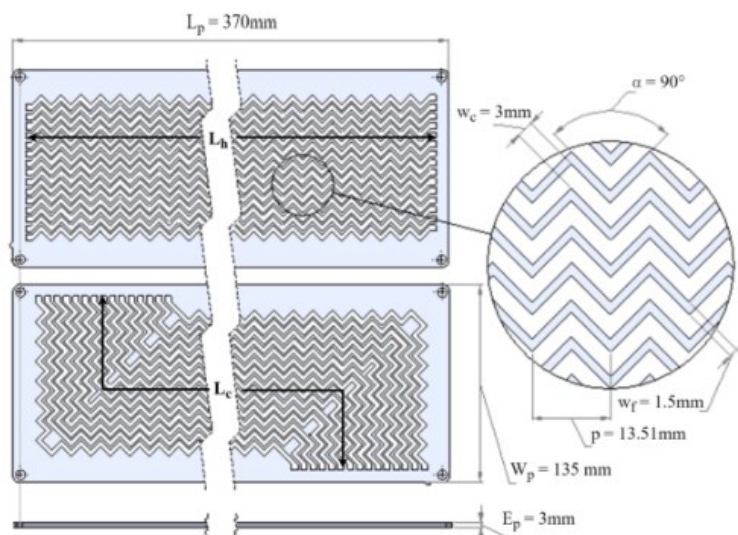 Lp = 370mm
α = 90°
wc = 3mm
Lh
Lc
wf = 1.5mm
p = 13.51mm
Wp = 135 mm
Ep = 3mm